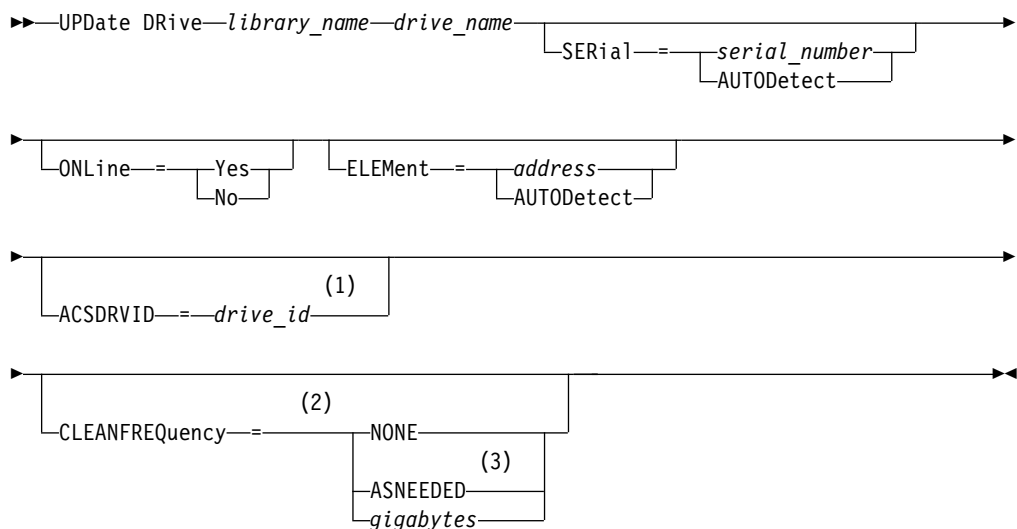 UPDate DRive library_name drive_name
SERial = serial_number
AUTODetect
ONLine = Yes ELEMent = address
No AUTODetect
(1)
ACSDRVID = drive_id
(2)
CLEANFREQuency = NONE
(3)
ASNEEDED
gigabytes